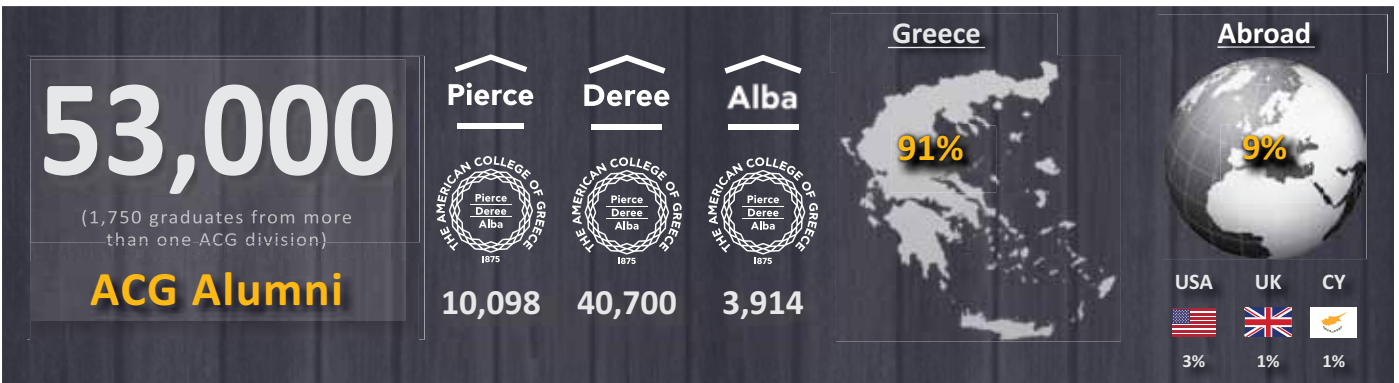 53,000
(1,750 graduates from more
than one ACG division)
ACG Alumni
Pierce
THE AMERICAN COLLEGE OF GREECE
Pierce
Deree
Alba
1875
10,098
Deree
THE AMERICAN COLLEGE OF GREECE
Pierce
Deree
Alba
1875
40,700
Alba
THE AMERICAN COLLEGE OF GREECE
Pierce
Deree
Alba
1875
3,914
Greece
91%
Abroad
9%
USA UK CY
3% 1% 1%